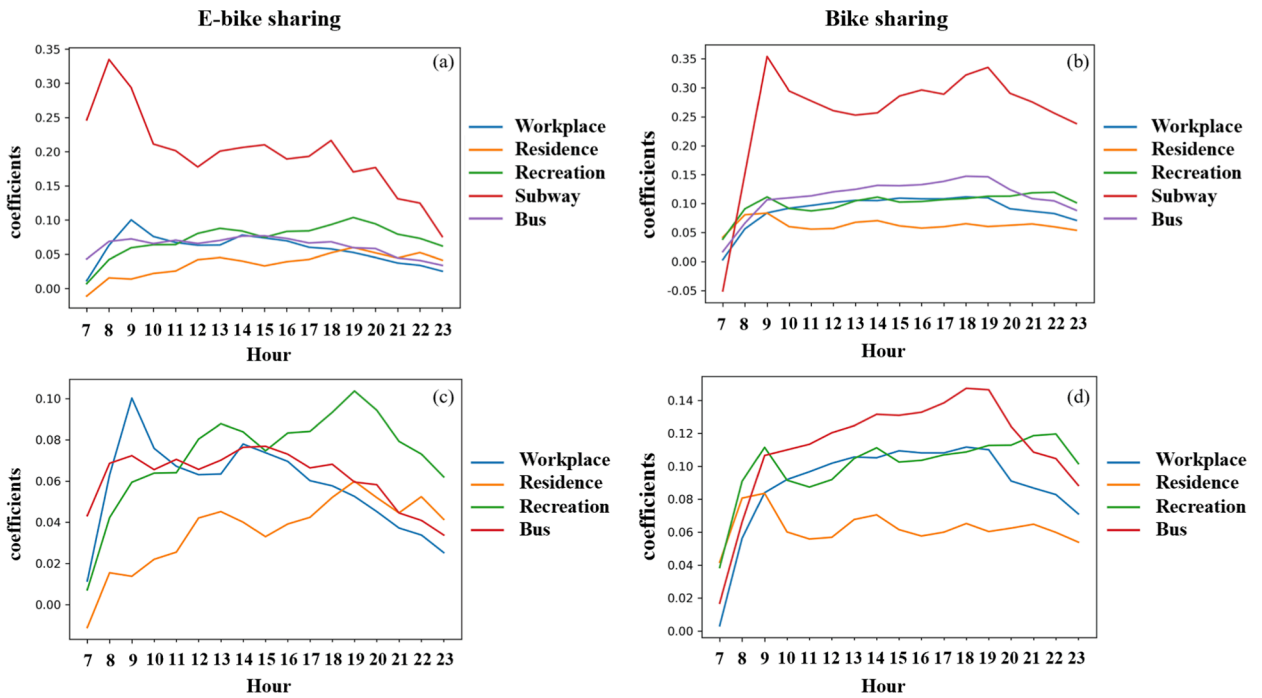 E-bike sharing
Bike sharing
(a)
coefficients
0.35
0.30
0.25
0.20
0.15
0.10
0.05
0.00
7 8 9 10 11 12 13 14 15 16 17 18 19 20 21 22 23
Hour
Workplace
Residence
Recreation
Subway
Bus
(b)
coefficients
0.35
0.30
0.25
0.20
0.15
0.10
0.05
0.00
-0.05
7 8 9 10 11 12 13 14 15 16 17 18 19 20 21 22 23
Hour
Workplace
Residence
Recreation
Subway
Bus
(c)
coefficients
0.10
0.08
0.06
0.04
0.02
0.00
7 8 9 10 11 12 13 14 15 16 17 18 19 20 21 22 23
Hour
Workplace
Residence
Recreation
Bus
(d)
coefficients
0.14
0.12
0.10
0.08
0.06
0.04
0.02
0.00
7 8 9 10 11 12 13 14 15 16 17 18 19 20 21 22 23
Hour
Workplace
Residence
Recreation
Bus